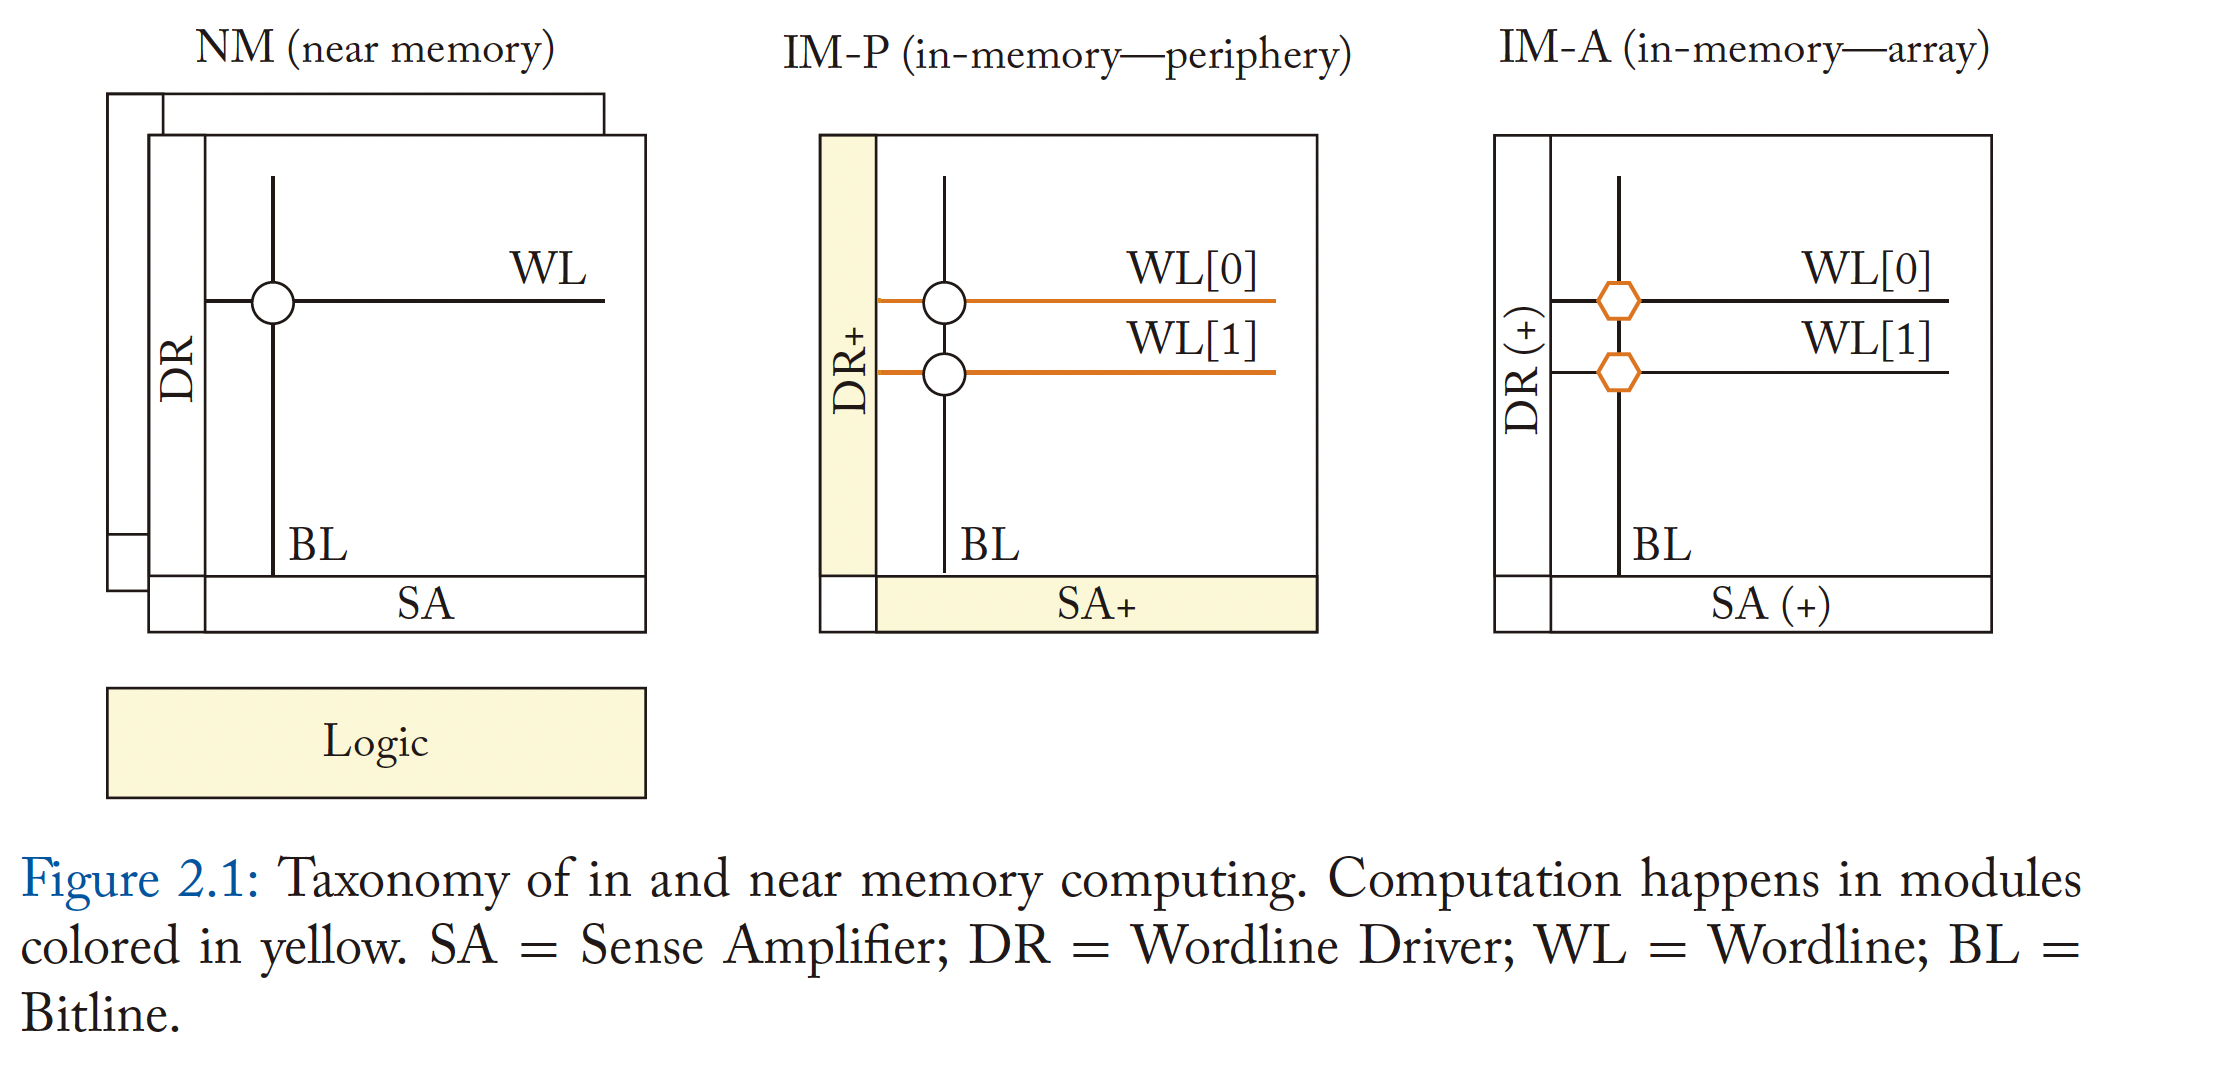 NM (near memory)
IM-P (in-memory—periphery)
IM-A (in-memory—array)
WL
DR
BL
SA
Logic
WL[0]
WL[1]
DR+
BL
SA+
WL[0]
WL[1]
DR (+)
BL
SA (+)
Figure 2.1: Taxonomy of in and near memory computing. Computation happens in modules
colored in yellow. SA = Sense Amplifier; DR = Wordline Driver; WL = Wordline; BL =
Bitline.